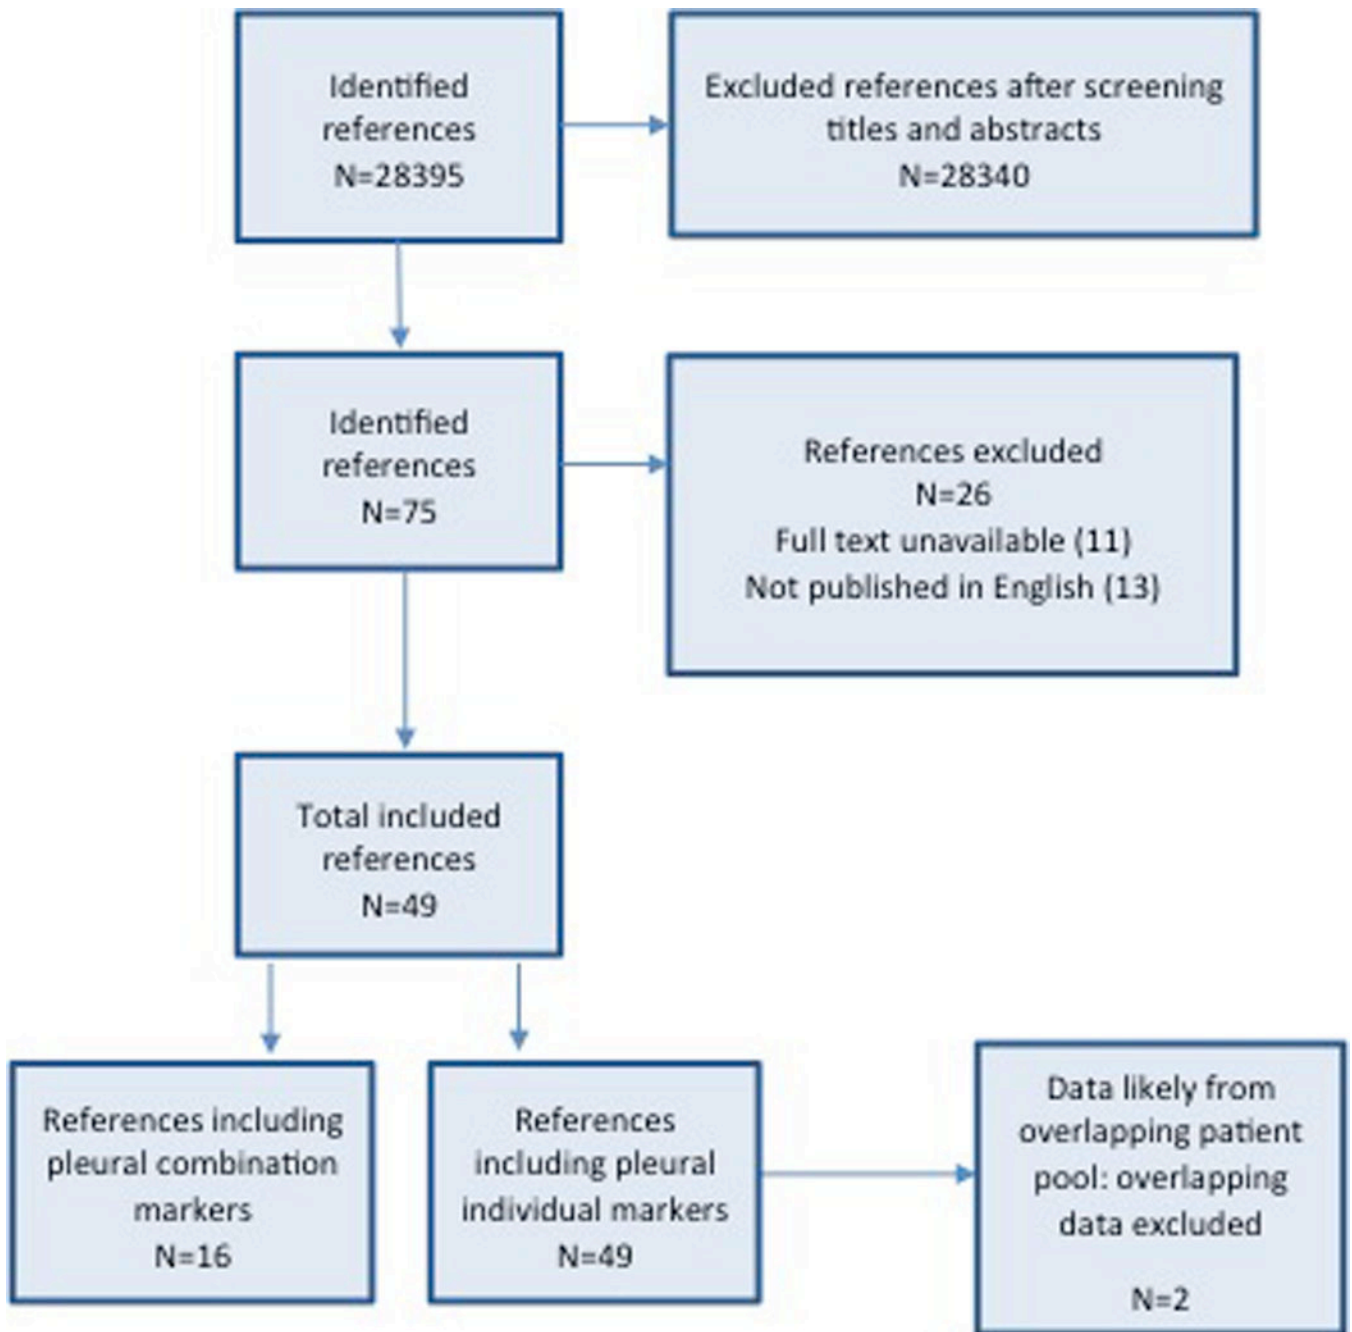 Identified
references
N=28395
Excluded references after screening
titles and abstracts
N=28340
Identified
references
N=75
References excluded
N=26
Full text unavailable (11)
Not published in English (13)
Total included
references
N=49
References including
pleural combination
markers
N=16
References
including pleural
individual markers
N=49
Data likely from
overlapping patient
pool: overlapping
data excluded
N=2